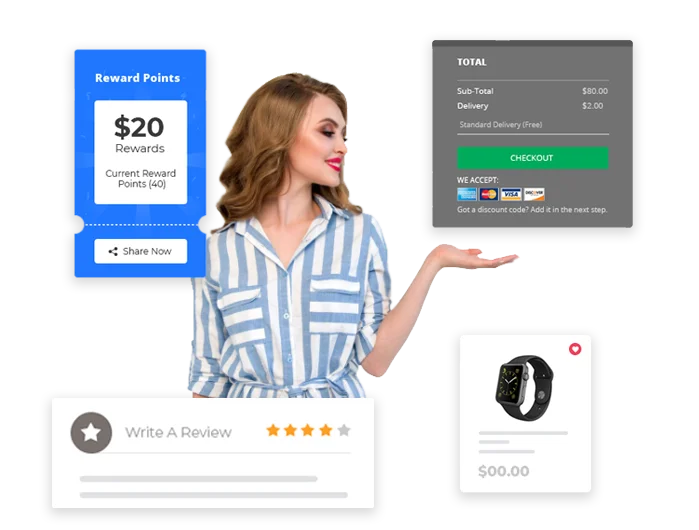 Reward Points
$20
Rewards
Current Reward
Points (40)
Share Now
TOTAL
Sub-Total $80.00
Delivery $2.00
Standard Delivery (Free)
CHECKOUT
WE ACCEPT:
VISA
DISCOVER
Got a discount code? Add it in the next step.
Write A Review
$00.00